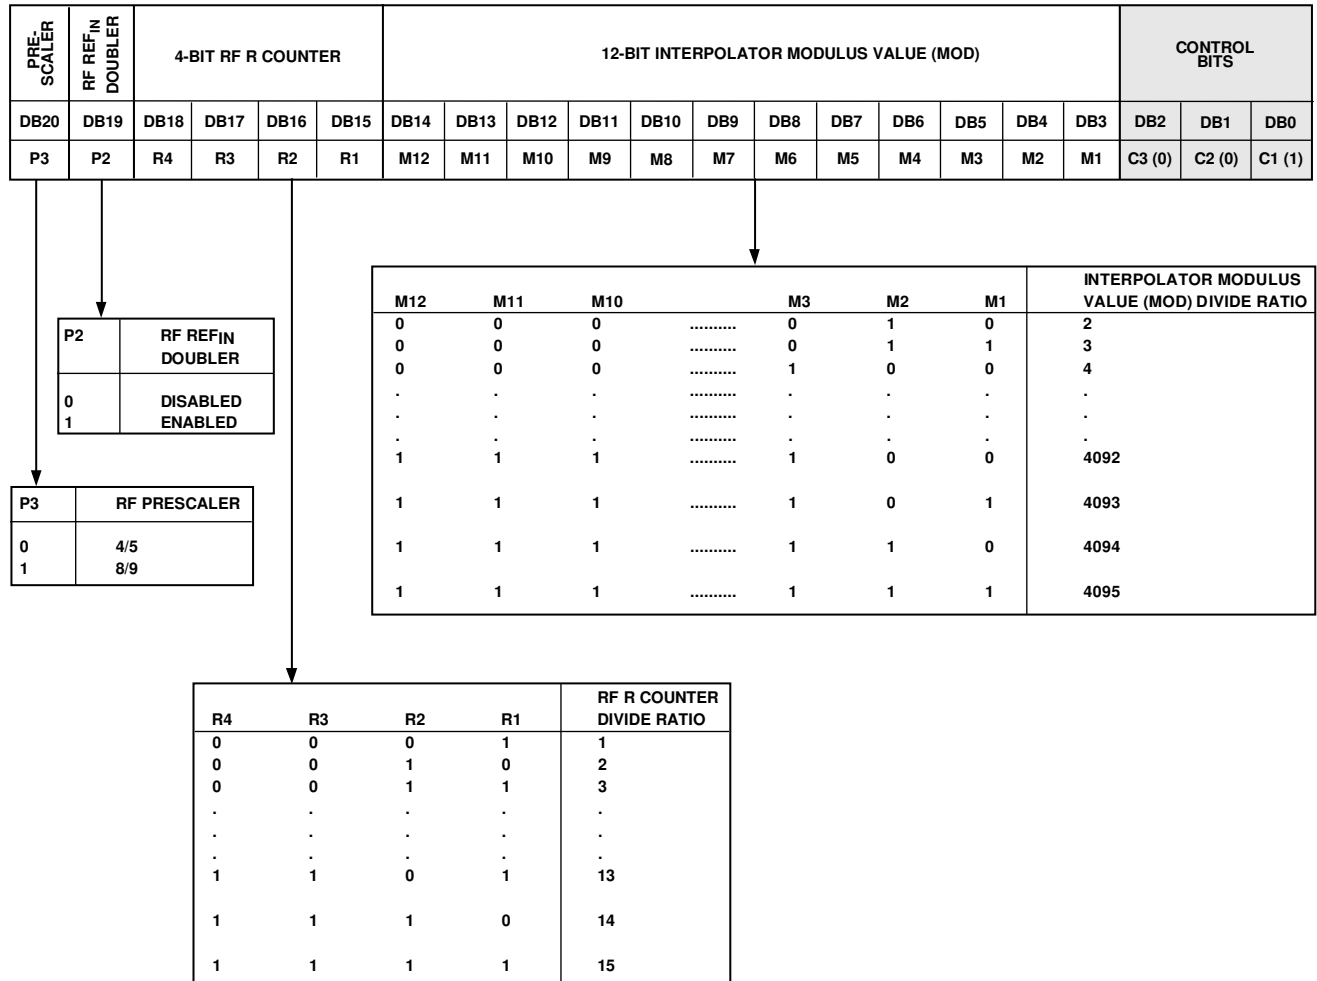 PRE-
SCALER
RF REFIN
DOUBLER
4-BIT RF R COUNTER
12-BIT INTERPOLATOR MODULUS VALUE (MOD)
CONTROL
BITS
DB20 DB19 DB18 DB17 DB16 DB15 DB14 DB13 DB12 DB11 DB10 DB9 DB8 DB7 DB6 DB5 DB4 DB3 DB2 DB1 DB0
P3 P2 R4 R3 R2 R1 M12 M11 M10 M9 M8 M7 M6 M5 M4 M3 M2 M1 C3 (0) C2 (0) C1 (1)
INTERPOLATOR MODULUS
M12 M11 M10 M3 M2 M1 VALUE (MOD) DIVIDE RATIO
0 0 0 .......... 0 1 0 2
0 0 0 .......... 0 1 1 3
0 0 0 .......... 1 0 0 4
. . . .......... . . . .
. . . .......... . . . .
. . . .......... . . . .
1 1 1 .......... 1 0 0 4092
1 1 1 .......... 1 0 1 4093
1 1 1 .......... 1 1 0 4094
1 1 1 .......... 1 1 1 4095
P2 RF REFIN
DOUBLER
0 DISABLED
1 ENABLED
P3 RF PRESCALER
0 4/5
1 8/9
RF R COUNTER
R4 R3 R2 R1 DIVIDE RATIO
0 0 0 1 1
0 0 1 0 2
0 0 1 1 3
. . . . .
. . . . .
. . . . .
1 1 0 1 13
1 1 1 0 14
1 1 1 1 15